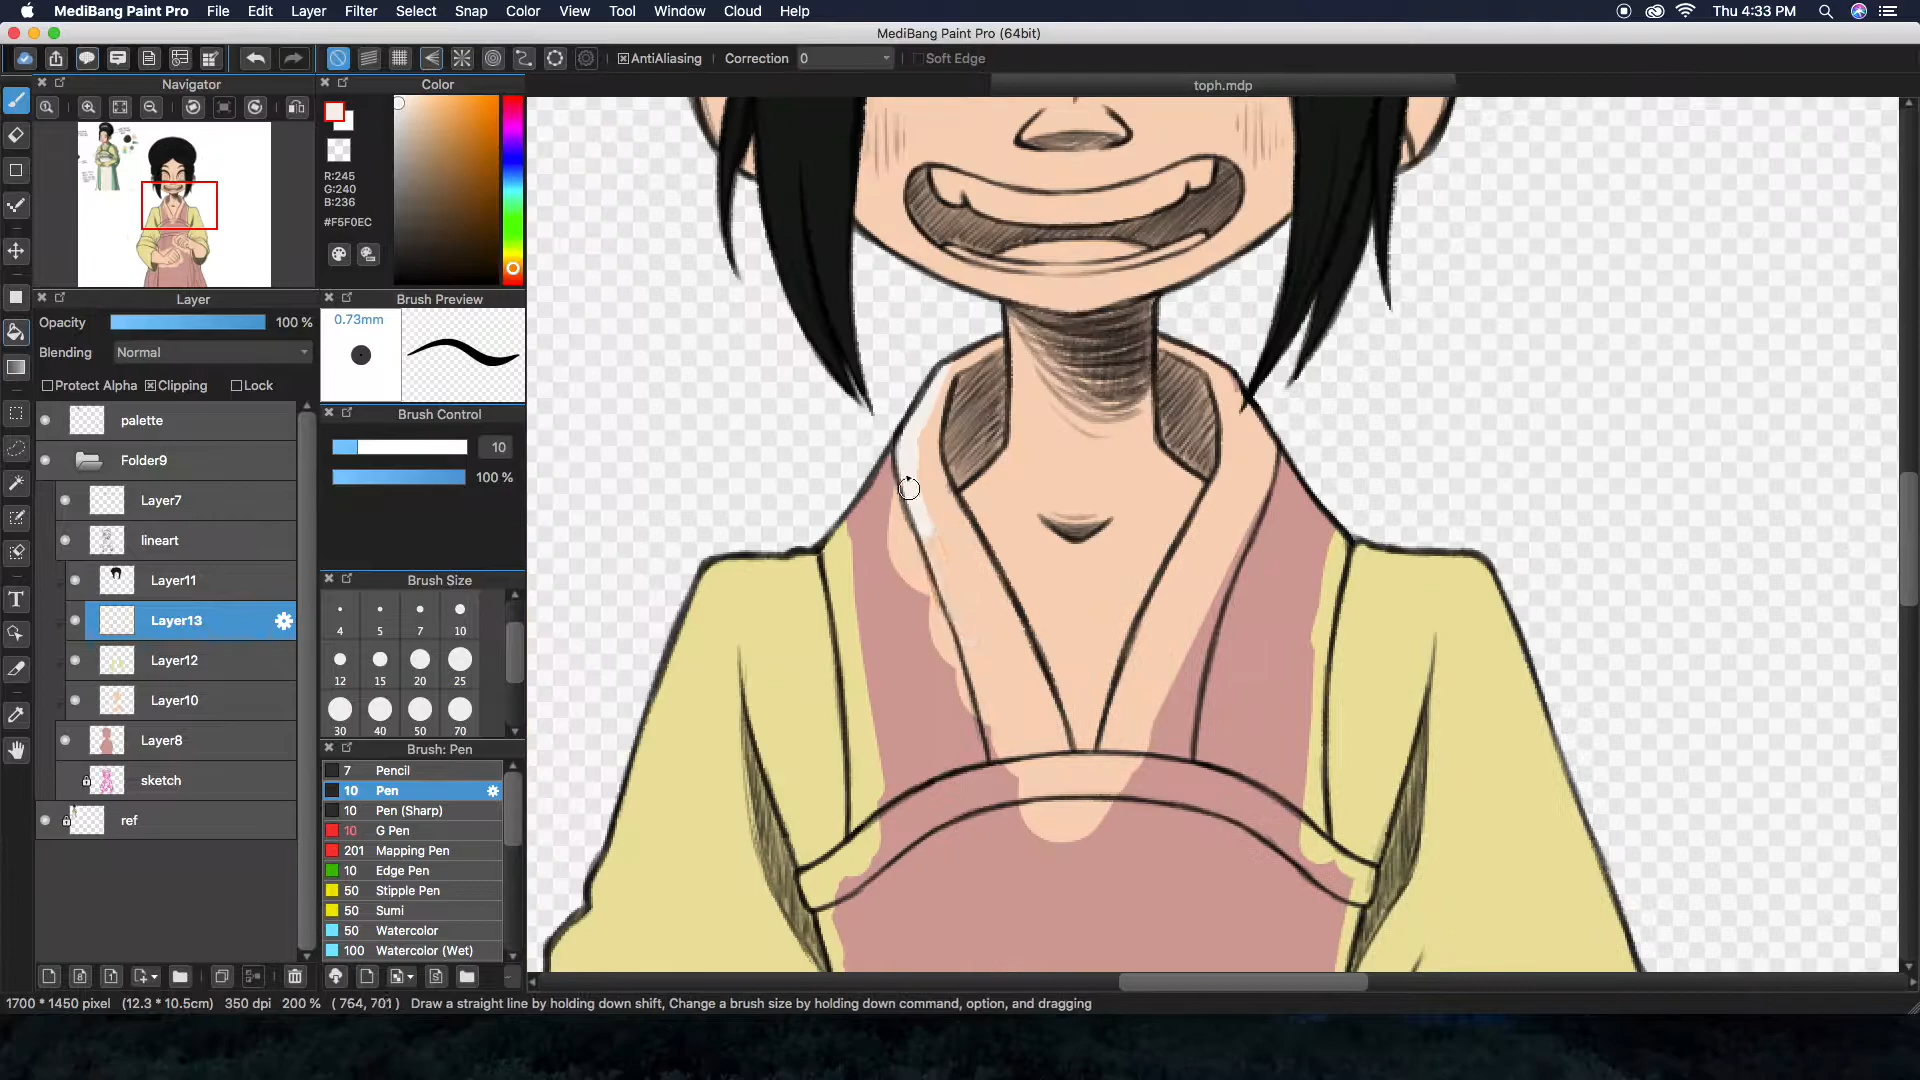 MediBang Paint Pro File Edit Layer Filter Select Snap Color View Tool Window Cloud Help Thu 4:33 PM
MediBang Paint Pro (64bit)
AntiAliasing Correction 0 Soft Edge
Navigator
Color
toph.mdp
R:245
G:240
B:236
#F5F0EC
Layer
Opacity 100 %
Blending Normal
Protect Alpha Clipping Lock
palette
Folder9
Layer7
lineart
Layer11
Layer13
Layer12
Layer10
Layer8
sketch
ref
Brush Preview
0.73mm
Brush Control
10
100 %
Brush Size
4 5 7 10
12 15 20 25
30 40 50 70
Brush: Pen
7 Pencil
10 Pen
10 Pen (Sharp)
10 G Pen
201 Mapping Pen
10 Edge Pen
50 Stipple Pen
50 Sumi
50 Watercolor
100 Watercolor (Wet)
1700 * 1450 pixel (12.3 * 10.5cm) 350 dpi 200 % ( 764, 701 ) Draw a straight line by holding down shift, Change a brush size by holding down command, option, and dragging